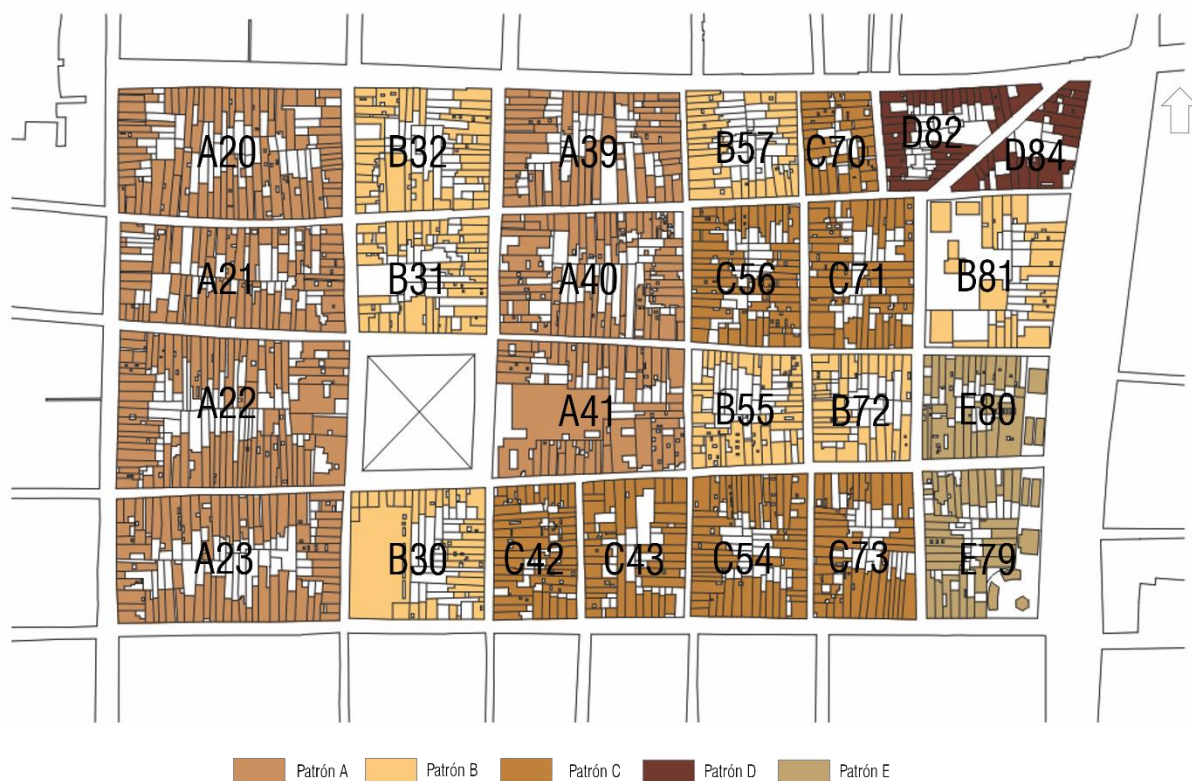 A20 B32 A39 B57 C70 D82 D84
A21 B31 A40 C56 C71 B81
A22 A41 B55 B72 E80
A23 B30 C42 C43 C54 C73 E79
Patrón A Patrón B Patrón C Patrón D Patrón E